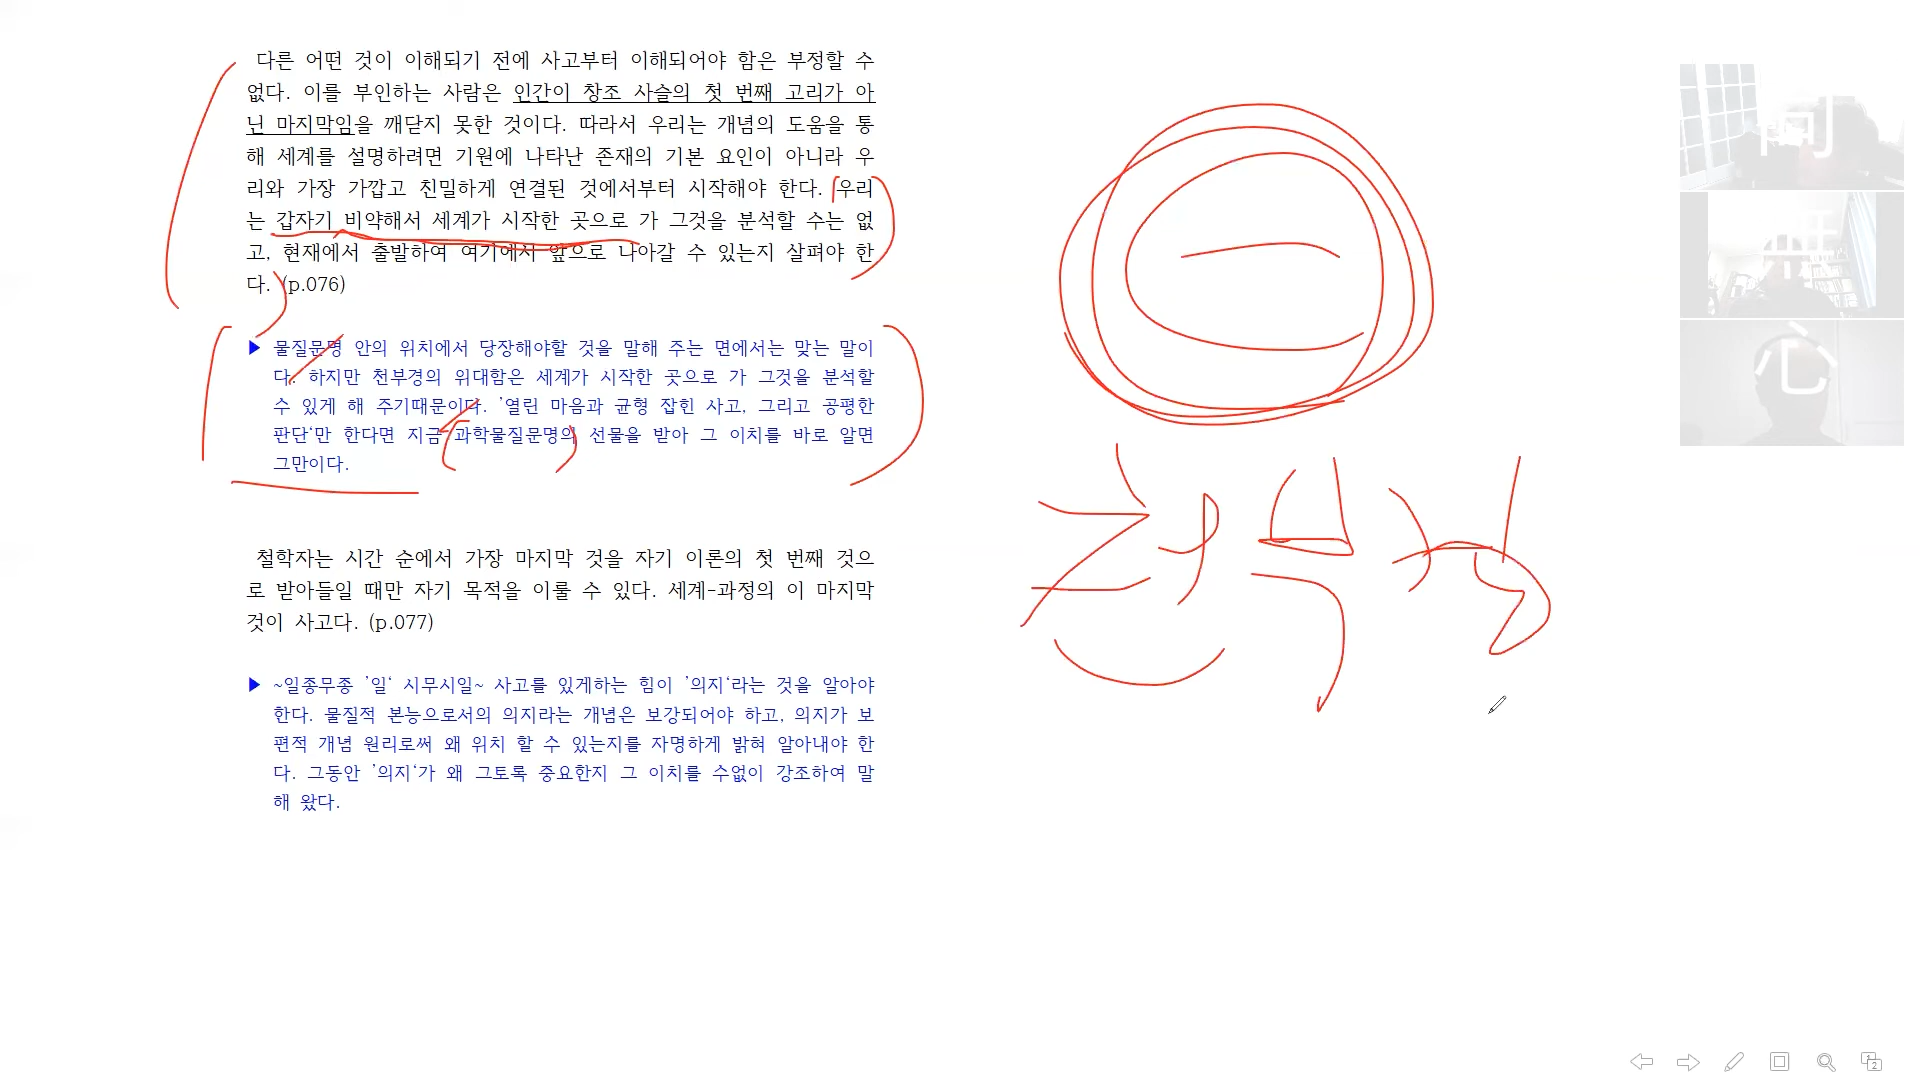 다른 어떤 것이 이해되기 전에 사고부터 이해되어야 함은 부정할 수
없다. 이를 부인하는 사람은 인간이 창조 사슬의 첫 번째 고리가 아
닌 마지막임을 깨닫지 못한 것이다. 따라서 우리는 개념의 도움을 통
해 세계를 설명하려면 기원에 나타난 존재의 기본 요인이 아니라 우
리와 가장 가깝고 친밀하게 연결된 것에서부터 시작해야 한다. 우리
는 갑자기 비약해서 세계가 시작한 곳으로 가 그것을 분석할 수는 없
고, 현재에서 출발하여 여기에서 앞으로 나아갈 수 있는지 살펴야 한
다. (p.076)
▶ 물질문명 안의 위치에서 당장해야할 것을 말해 주는 면에서는 맞는 말이
다. 하지만 천부경의 위대함은 세계가 시작한 곳으로 가 그것을 분석할
수 있게 해 주기때문이다. '열린 마음과 균형 잡힌 사고, 그리고 공평한
판단'만 한다면 지금 과학물질문명의 선물을 받아 그 이치를 바로 알면
그만이다.
철학자는 시간 순에서 가장 마지막 것을 자기 이론의 첫 번째 것으
로 받아들일 때만 자기 목적을 이룰 수 있다. 세계-과정의 이 마지막
것이 사고다. (p.077)
▶ ~일종무종 '일' 시무시일~ 사고를 있게하는 힘이 '의지'라는 것을 알아야
한다. 물질적 본능으로서의 의지라는 개념은 보강되어야 하고, 의지가 보
편적 개념 원리로써 왜 위치 할 수 있는지를 자명하게 밝혀 알아내야 한
다. 그동안 '의지'가 왜 그토록 중요한지 그 이치를 수없이 강조하여 말
해 왔다.
心